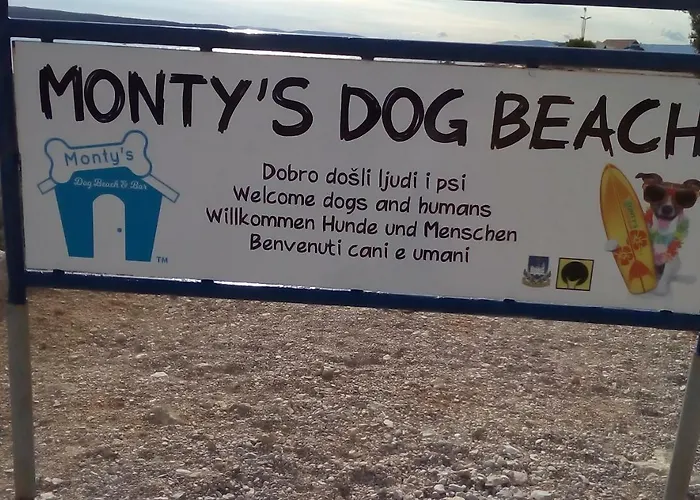 MONTY'S DOG BEACH
Monty's
Dog Beach & Bar
TM
Dobro došli ljudi i psi
Welcome dogs and humans
Willkommen Hunde und Menschen
Benvenuti cani e umani